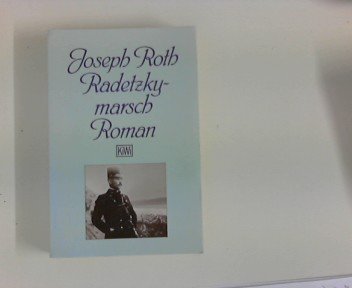 Joseph Roth
Radetzky-
marsch
Roman
KiWi